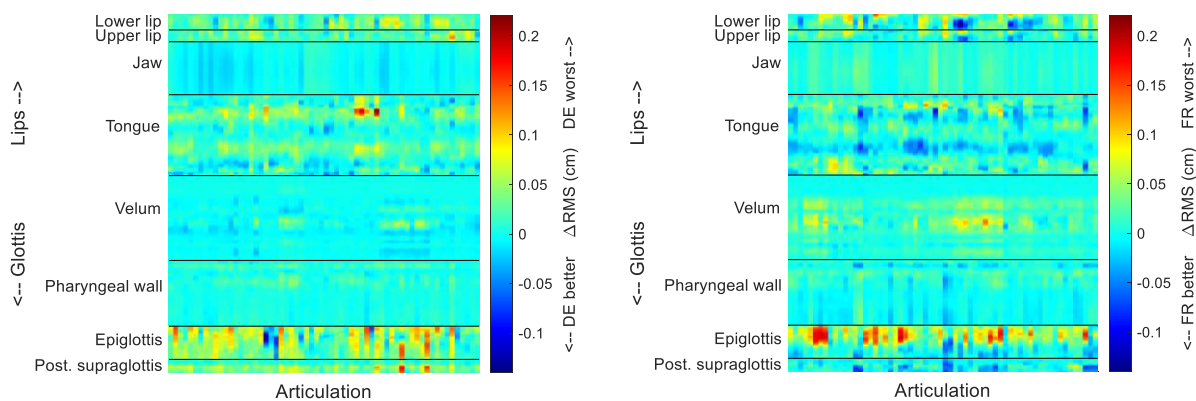 Lower lip
Upper lip
Jaw
Tongue
Velum
Pharyngeal wall
Epiglottis
Post. supraglottis
Lips -->
<-- Glottis
Articulation
0.2
0.15
0.1
0.05
0
-0.05
-0.1
<--- DE better △RMS (cm) DE worst --->
Lower lip
Upper lip
Jaw
Tongue
Velum
Pharyngeal wall
Epiglottis
Post. supraglottis
Lips -->
<-- Glottis
Articulation
0.2
0.15
0.1
0.05
0
-0.05
-0.1
<--- FR better △RMS (cm) FR worst --->